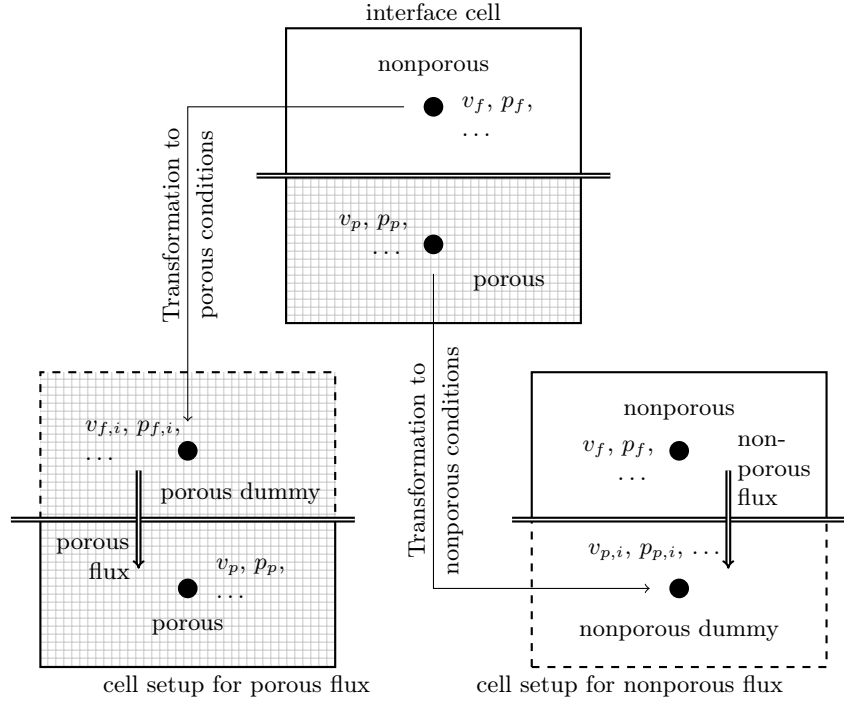 interface cell
nonporous
v_f, p_f,
...
Transformation to
porous conditions
v_p, p_p,
...
porous
Transformation to
nonporous conditions
v_{f,i}, p_{f,i},
...
porous dummy
porous
flux
v_p, p_p,
...
porous
cell setup for porous flux
nonporous
v_f, p_f,
...
non-
porous
flux
v_{p,i}, p_{p,i}, ...
nonporous dummy
cell setup for nonporous flux